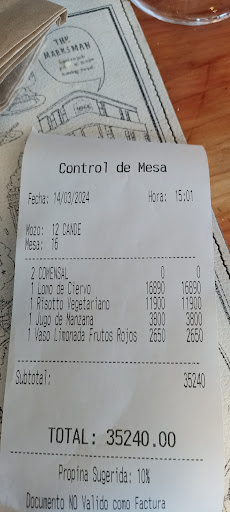 THE
MARKSMAN
Control de Mesa
Fecha: 14/03/2024 Hora: 15:01
Mozo: 12 CANDE
Mesa: 16
2 COMENSAL 0 0
1 Lomo de Ciervo 16890 16890
1 Risotto Vegetariano 11900 11900
1 Jugo de Manzana 3800 3800
1 Vaso Limonada Frutos Rojos 2650 2650
Subtotal: 35240
TOTAL: 35240.00
Propina Sugerida: 10%
Documento NO Valido como Factura